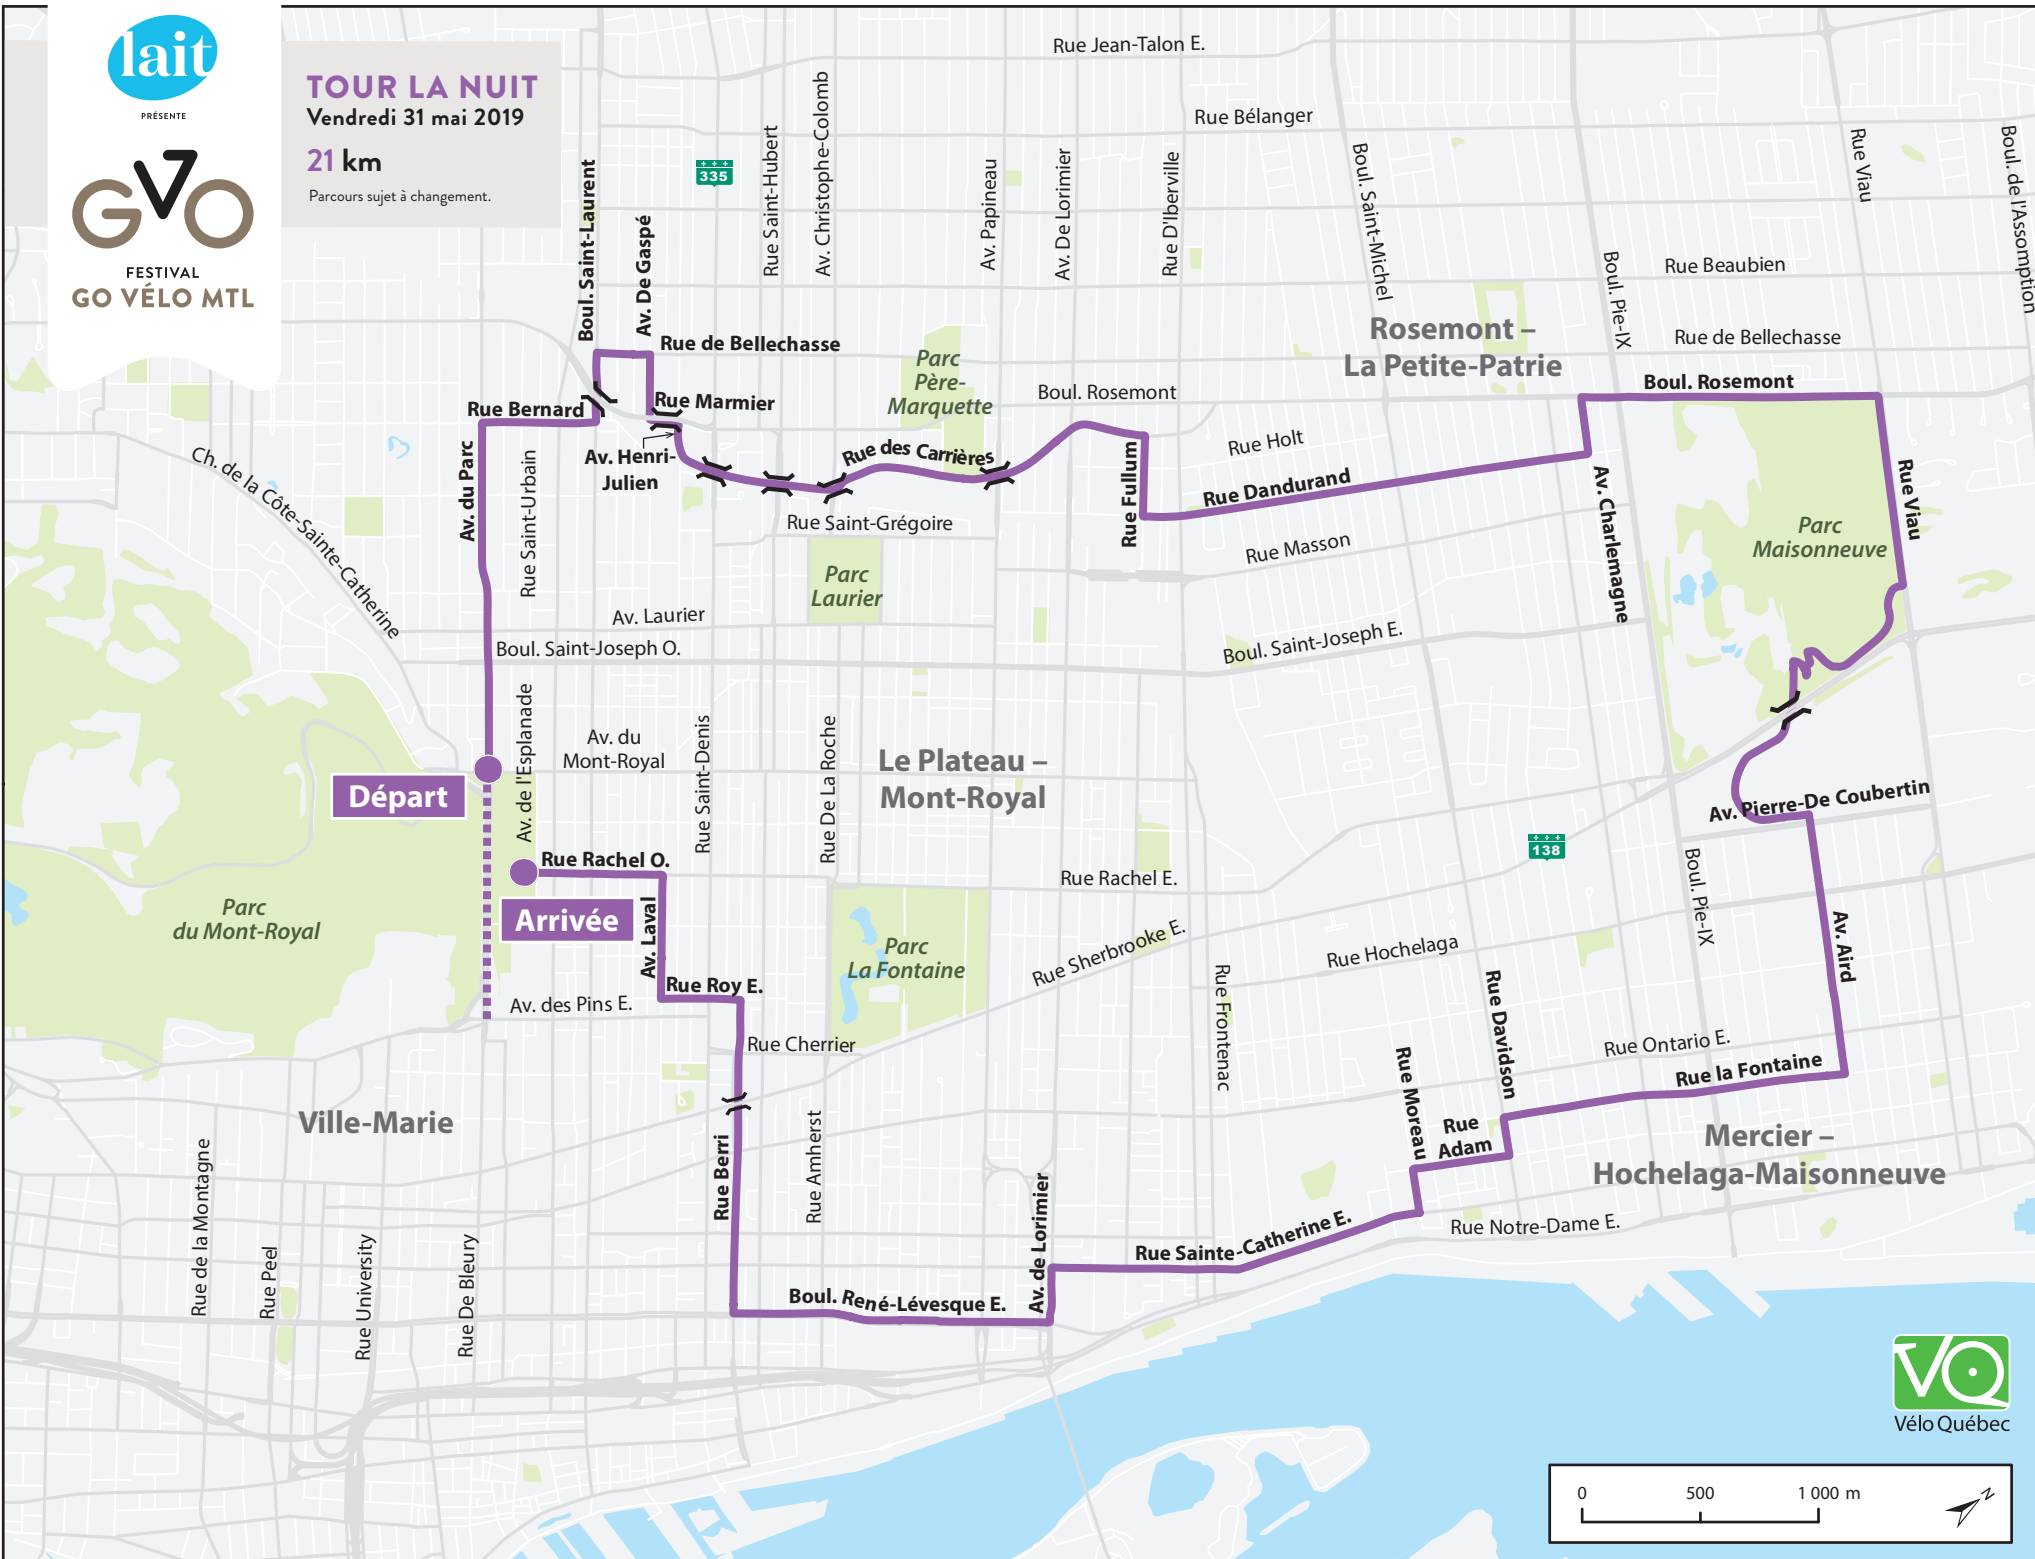 lait
PRÉSENTE
GVO
FESTIVAL
GO VÉLO MTL
TOUR LA NUIT
Vendredi 31 mai 2019
21 km
Parcours sujet à changement.
Rue Jean-Talon E.
Rue Bélanger
335
Boul. Saint-Laurent
Av. De Gaspé
Rue Saint-Hubert
Av. Christophe-Colomb
Av. Papineau
Av. De Lorimier
Rue D'Iberville
Boul. Saint-Michel
Boul. Pie-IX
Rue Viau
Boul. de l'Assomption
Rue Beaubien
Rue de Bellechasse
Rosemont –
La Petite-Patrie
Rue de Bellechasse
Parc
Père-
Marquette
Boul. Rosemont
Boul. Rosemont
Rue Bernard
Rue Marmier
Av. Henri-
Julien
Rue des Carrières
Rue Holt
Rue Fullum
Rue Dandurand
Av. Charlemagne
Rue Viau
Parc
Maisonneuve
Ch. de la Côte-Sainte-Catherine
Av. du Parc
Rue Saint-Urbain
Rue Saint-Grégoire
Rue Masson
Parc
Laurier
Av. Laurier
Boul. Saint-Joseph O.
Boul. Saint-Joseph E.
Av. de l'Esplanade
Av. du
Mont-Royal
Rue Saint-Denis
Rue De La Roche
Le Plateau –
Mont-Royal
Départ
Av. Pierre-De Coubertin
138
Boul. Pie-IX
Rue Rachel O.
Rue Rachel E.
Arrivée
Av. Laval
Parc
du Mont-Royal
Parc
La Fontaine
Rue Sherbrooke E.
Rue Hochelaga
Av. Aird
Rue Roy E.
Av. des Pins E.
Rue Cherrier
Rue Frontenac
Rue Davidson
Rue Moreau
Rue Ontario E.
Rue la Fontaine
Rue
Adam
Ville-Marie
Mercier –
Hochelaga-Maisonneuve
Rue Berri
Rue Amherst
Av. de Lorimier
Rue Sainte-Catherine E.
Rue Notre-Dame E.
Rue de la Montagne
Rue Peel
Rue University
Rue De Bleury
Boul. René-Lévesque E.
VQ
Vélo Québec
0 500 1 000 m
N